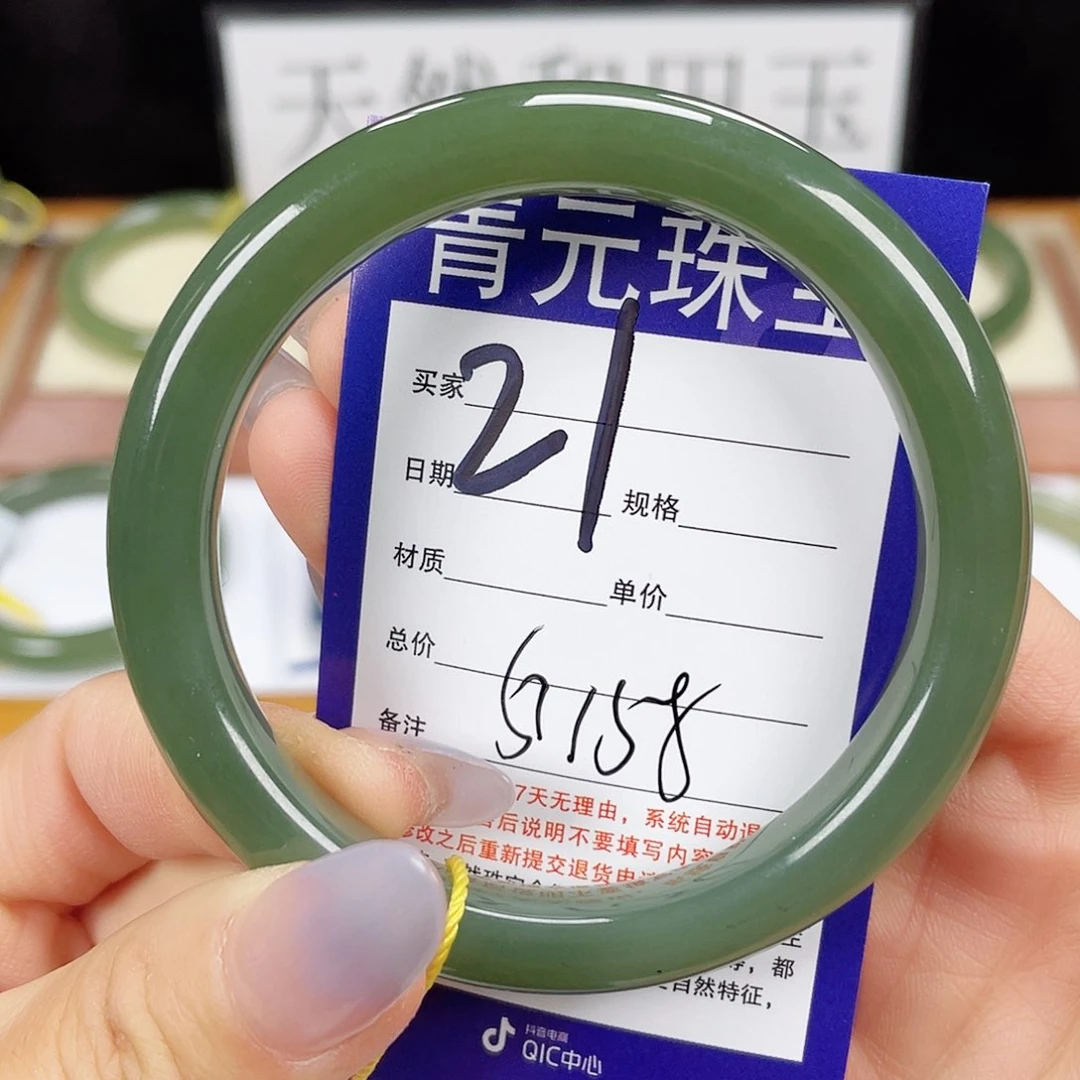 天然和田玉
青元珠宝
21
买家
日期 规格
材质 单价
总价
备注
7天无理由，系统自动退
后说明不要填写内容
修改之后重新提交退货申请
自然特征，
抖音电商
QIC中心